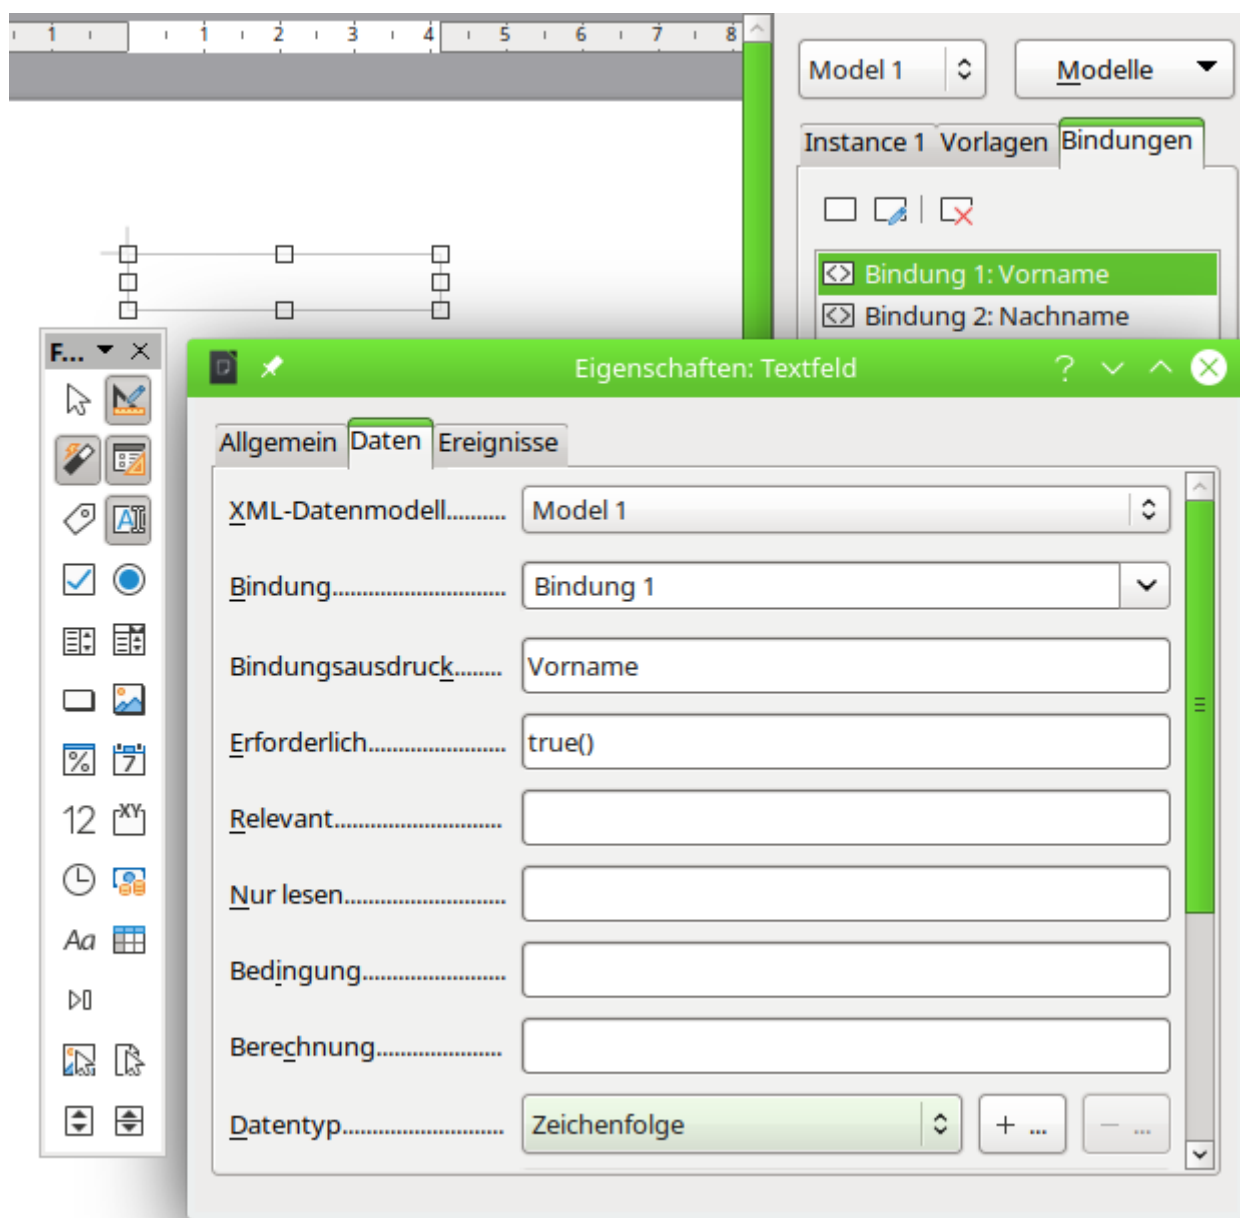 1 1 2 3 4 5 6 7 8
Model 1
Modelle
Instance 1 Vorlagen Bindungen
Bindung 1: Vorname
Bindung 2: Nachname
F...
Eigenschaften: Textfeld
Allgemein Daten Ereignisse
XML-Datenmodell.......... Model 1
Bindung............................. Bindung 1
Bindungsausdruck........ Vorname
Erforderlich....................... true()
Relevant............................
Nur lesen...........................
Bedingung........................
Berechnung.....................
Datentyp........................... Zeichenfolge
+ ...
− ...
%
7
12
XY
Aa